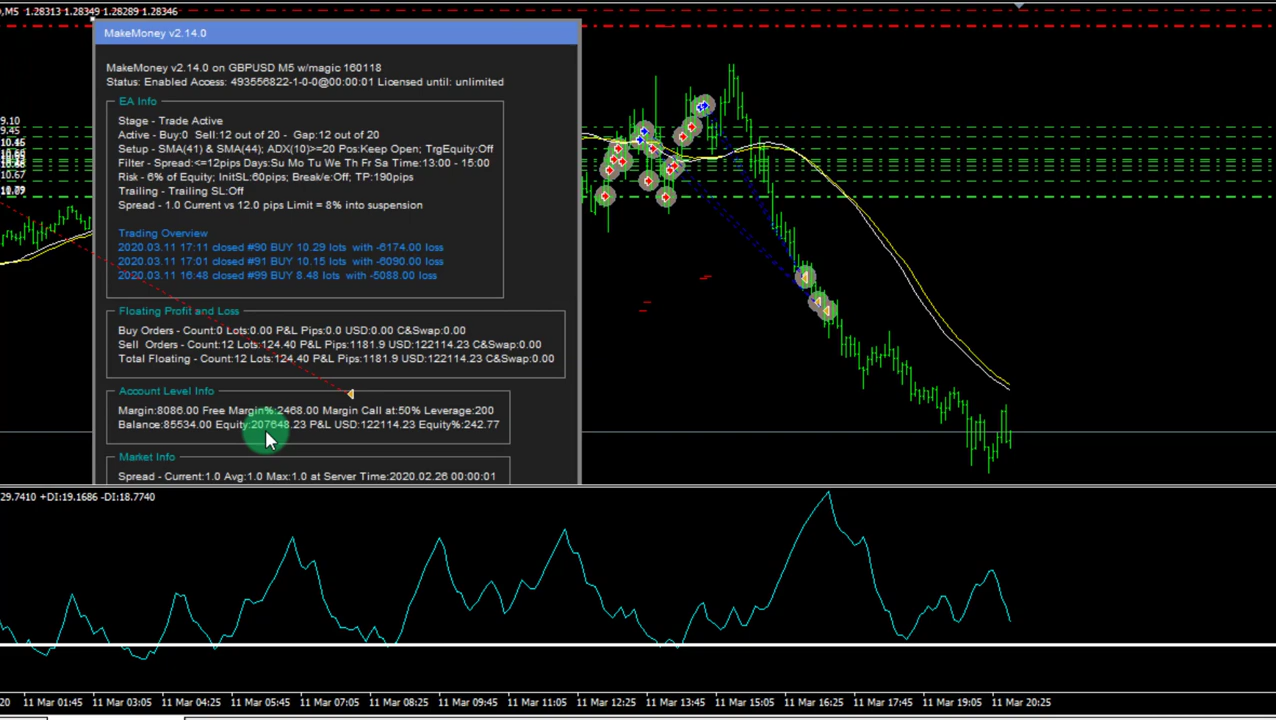 ,M5 1.28313 1.28349 1.28289 1.28346
MakeMoney v2.14.0
MakeMoney v2.14.0 on GBPUSD M5 w/magic 160118
Status: Enabled Access: 493556822-1-0-0@00:00:01 Licensed until: unlimited
EA Info
Stage - Trade Active
Active - Buy:0 Sell:12 out of 20 - Gap:12 out of 20
Setup - SMA(41) & SMA(44); ADX(10)>=20 Pos:Keep Open; TrgEquity:Off
Filter - Spread:<=12pips Days:Su Mo Tu We Th Fr Sa Time:13:00 - 15:00
Risk - 6% of Equity; InitSL:60pips; Break/e:Off; TP:190pips
Trailing - Trailing SL:Off
Spread - 1.0 Current vs 12.0 pips Limit = 8% into suspension
Trading Overview
2020.03.11 17:11 closed #90 BUY 10.29 lots with -6174.00 loss
2020.03.11 17:01 closed #91 BUY 10.15 lots with -6090.00 loss
2020.03.11 16:48 closed #99 BUY 8.48 lots with -5088.00 loss
Floating Profit and Loss
Buy Orders - Count:0 Lots:0.00 P&L Pips:0.0 USD:0.00 C&Swap:0.00
Sell Orders - Count:12 Lots:124.40 P&L Pips:1181.9 USD:122114.23 C&Swap:0.00
Total Floating - Count:12 Lots:124.40 P&L Pips:1181.9 USD:122114.23 C&Swap:0.00
Account Level Info
Margin:8086.00 Free Margin%:2468.00 Margin Call at:50% Leverage:200
Balance:85534.00 Equity:207648.23 P&L USD:122114.23 Equity%:242.77
Market Info
Spread - Current:1.0 Avg:1.0 Max:1.0 at Server Time:2020.02.26 00:00:01
9.10
9.45
10.67
29.7410 +DI:19.1686 -DI:18.7740
20 11 Mar 01:45 11 Mar 03:05 11 Mar 04:25 11 Mar 05:45 11 Mar 07:05 11 Mar 08:25 11 Mar 09:45 11 Mar 11:05 11 Mar 12:25 11 Mar 13:45 11 Mar 15:05 11 Mar 16:25 11 Mar 17:45 11 Mar 19:05 11 Mar 20:25